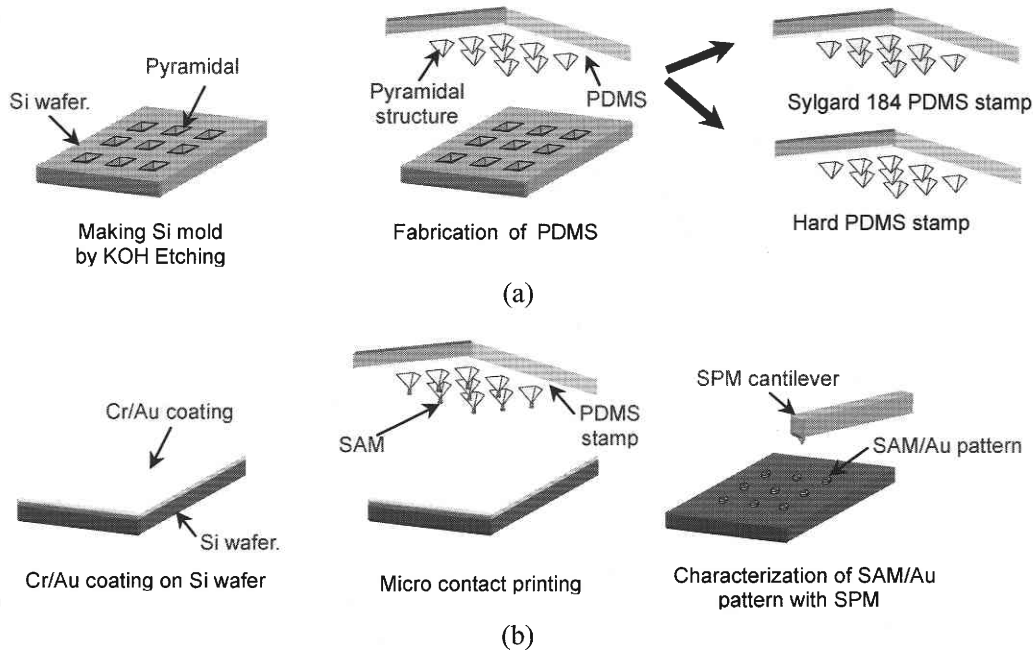 Pyramidal
Si wafer.
Making Si mold
by KOH Etching
Pyramidal
structure
PDMS
Fabrication of PDMS
Sylgard 184 PDMS stamp
Hard PDMS stamp
(a)
Cr/Au coating
Si wafer.
Cr/Au coating on Si wafer
SAM
PDMS
stamp
Micro contact printing
SPM cantilever
SAM/Au pattern
Characterization of SAM/Au
pattern with SPM
(b)